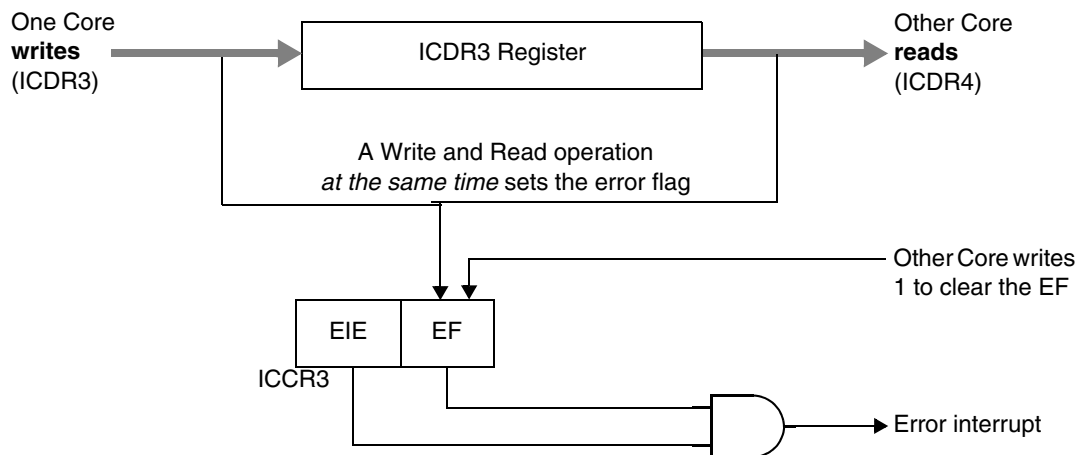 One Core
writes
(ICDR3)
ICDR3 Register
Other Core
reads
(ICDR4)
A Write and Read operation
at the same time sets the error flag
Other Core writes
1 to clear the EF
EIE
EF
ICCR3
Error interrupt